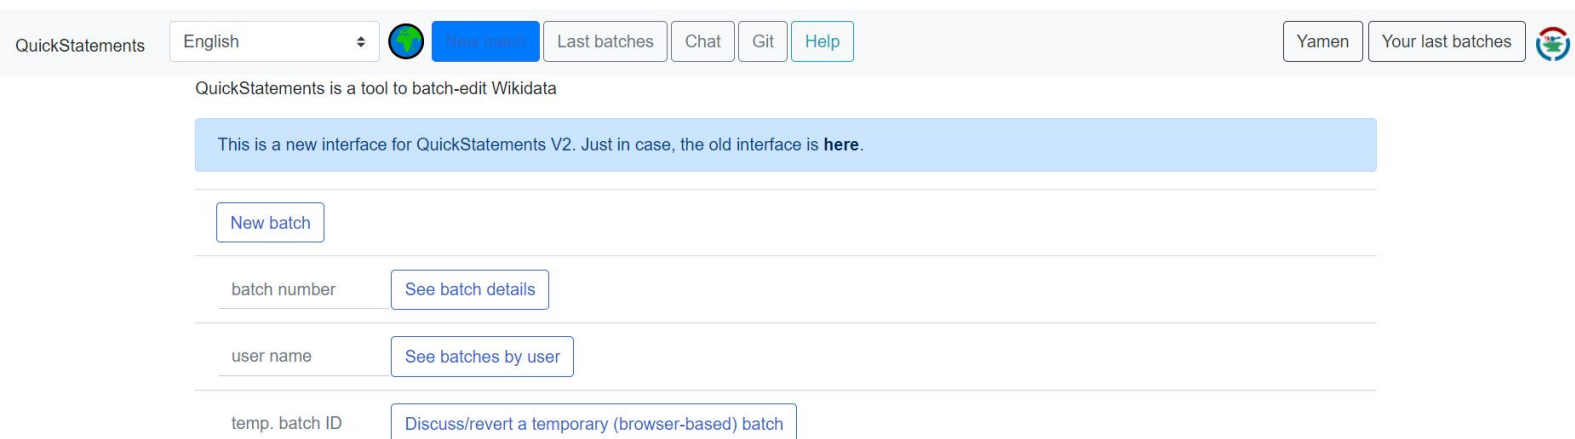 QuickStatements English New batch Last batches Chat Git Help Yamen Your last batches
QuickStatements is a tool to batch-edit Wikidata
This is a new interface for QuickStatements V2. Just in case, the old interface is here.
New batch
batch number See batch details
user name See batches by user
temp. batch ID Discuss/revert a temporary (browser-based) batch